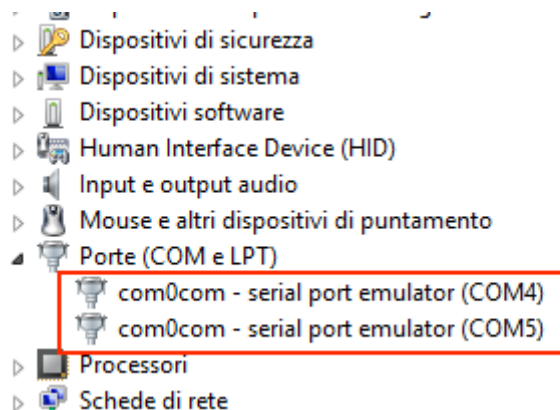 Dispositivi di sicurezza
Dispositivi di sistema
Dispositivi software
Human Interface Device (HID)
Input e output audio
Mouse e altri dispositivi di puntamento
Porte (COM e LPT)
com0com - serial port emulator (COM4)
com0com - serial port emulator (COM5)
Processori
Schede di rete